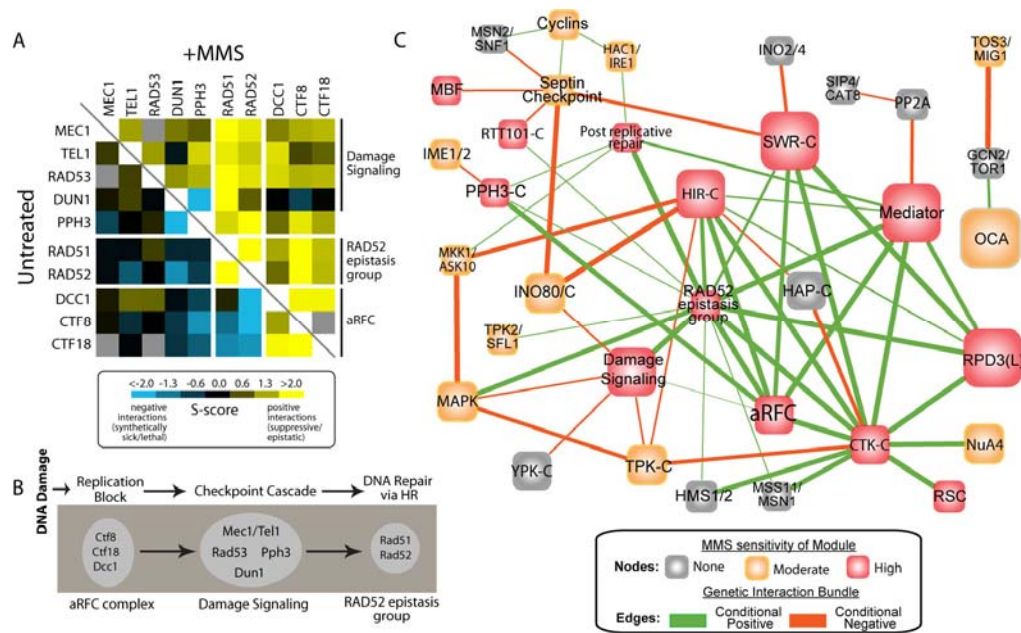 A
+MMS
MEC1
TEL1
RAD53
DUN1
PPH3
RAD51
RAD52
DCC1
CTF8
CTF18
Untreated
MEC1
TEL1
RAD53
DUN1
PPH3
RAD51
RAD52
DCC1
CTF8
CTF18
Damage
Signaling
RAD52
epistasis
group
aRFC
<-2.0 -1.3 -0.6 0.0 0.6 1.3 >2.0
negative
interactions
(synthetically
sick/lethal)
S-score
positive
interactions
(suppressive/
epistatic)
B
DNA Damage
Replication
Block
Checkpoint Cascade
DNA Repair
via HR
Ctf8
Ctf18
Dcc1
Mec1/Tel1
Rad53 Pph3
Dun1
Rad51
Rad52
aRFC complex
Damage Signaling
RAD52 epistasis
group
C
MSN2/
SNF1
Cyclins
HAC1/
IRE1
INO2/4
TOS3/
MIG1
MBF
Septin
Checkpoint
SIP4/
CAT8
PP2A
RTT101-C
Post replicative
repair
SWR-C
GCN2/
TOR1
IME1/2
PPH3-C
HIR-C
Mediator
OCA
MKK1/
ASK10
INO80/C
RAD52
epistasis
group
HAP-C
TPK2/
SFL1
Damage
Signaling
RPD3(L)
MAPK
aRFC
CTK-C
NuA4
YPK-C
TPK-C
HMS1/2
MSS11/
MSN1
RSC
MMS sensitivity of Module
Nodes: None Moderate High
Genetic Interaction Bundle
Edges: Conditional
Positive
Conditional
Negative